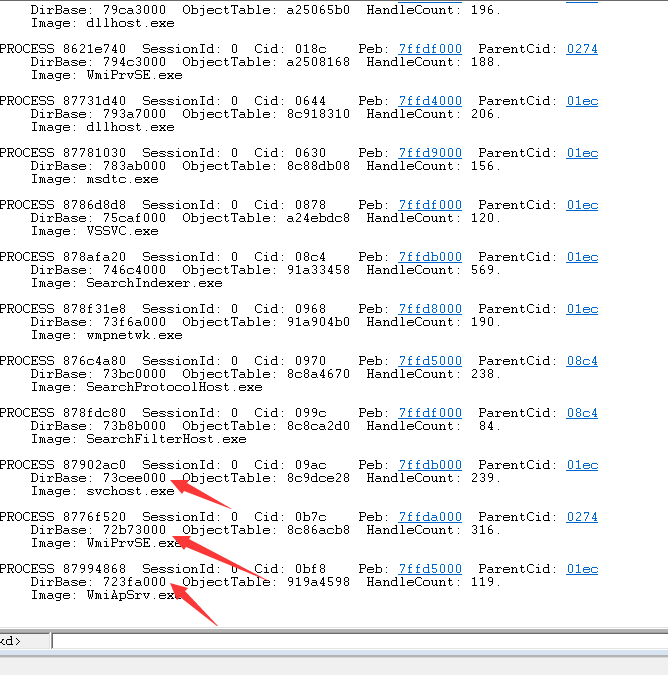 DirBase: 79ca3000 ObjectTable: a25065b0 HandleCount: 196.
Image: dllhost.exe
PROCESS 8621e740 SessionId: 0 Cid: 018c Peb: 7ffdf000 ParentCid: 0274
DirBase: 794c3000 ObjectTable: a2508168 HandleCount: 188.
Image: WmiPrvSE.exe
PROCESS 87731d40 SessionId: 0 Cid: 0644 Peb: 7ffd4000 ParentCid: 01ec
DirBase: 793a7000 ObjectTable: 8c918310 HandleCount: 206.
Image: dllhost.exe
PROCESS 87781030 SessionId: 0 Cid: 0630 Peb: 7ffd9000 ParentCid: 01ec
DirBase: 783ab000 ObjectTable: 8c88db08 HandleCount: 156.
Image: msdtc.exe
PROCESS 8786d8d8 SessionId: 0 Cid: 0878 Peb: 7ffdf000 ParentCid: 01ec
DirBase: 75caf000 ObjectTable: a24ebdc8 HandleCount: 120.
Image: VSSVC.exe
PROCESS 878afa20 SessionId: 0 Cid: 08c4 Peb: 7ffdb000 ParentCid: 01ec
DirBase: 746c4000 ObjectTable: 91a33458 HandleCount: 569.
Image: SearchIndexer.exe
PROCESS 878f31e8 SessionId: 0 Cid: 0968 Peb: 7ffd8000 ParentCid: 01ec
DirBase: 73f6a000 ObjectTable: 91a904b0 HandleCount: 190.
Image: wmpnetwk.exe
PROCESS 876c4a80 SessionId: 0 Cid: 0970 Peb: 7ffd5000 ParentCid: 08c4
DirBase: 73bc0000 ObjectTable: 8c8a4670 HandleCount: 238.
Image: SearchProtocolHost.exe
PROCESS 878fdc80 SessionId: 0 Cid: 099c Peb: 7ffdf000 ParentCid: 08c4
DirBase: 73b8b000 ObjectTable: 8c8ca2d0 HandleCount: 84.
Image: SearchFilterHost.exe
PROCESS 87902ac0 SessionId: 0 Cid: 09ac Peb: 7ffdb000 ParentCid: 01ec
DirBase: 73cee000 ObjectTable: 8c9dce28 HandleCount: 239.
Image: svchost.exe
PROCESS 8776f520 SessionId: 0 Cid: 0b7c Peb: 7ffda000 ParentCid: 0274
DirBase: 72b73000 ObjectTable: 8c86acb8 HandleCount: 316.
Image: WmiPrvSE.exe
PROCESS 87994868 SessionId: 0 Cid: 0bf8 Peb: 7ffd5000 ParentCid: 01ec
DirBase: 723fa000 ObjectTable: 919a4598 HandleCount: 119.
Image: WmiApSrv.exe
kd>